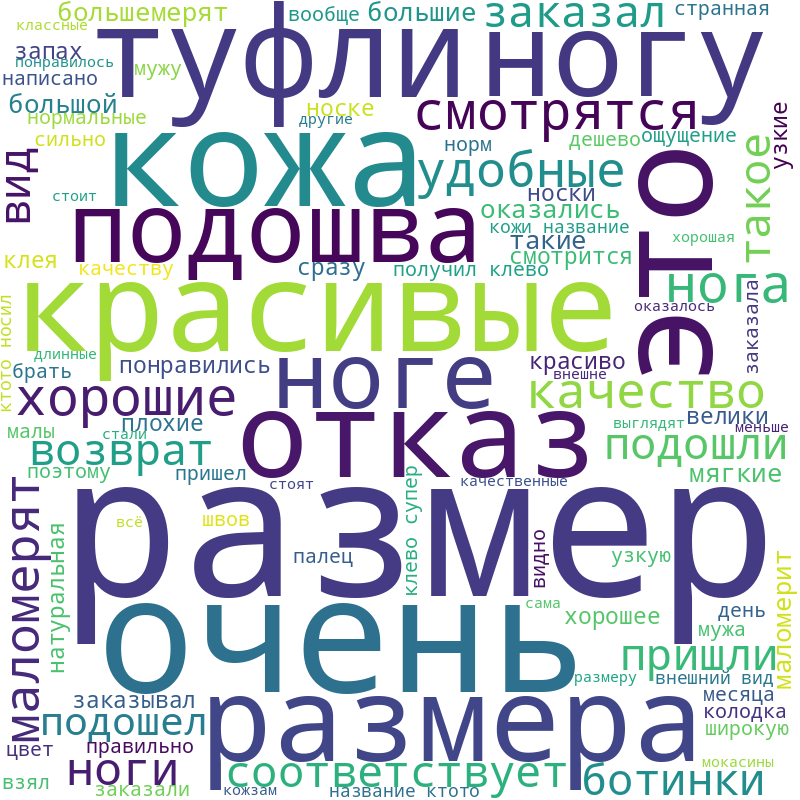 большемерят
классные
понравилось
запах
написано
мужу
вообще
большие
заказал
странная
туфли
ногу
большой
нормальные
сильно
носке
другие
смотрятся
норм
дешево
ощущение
узкие
вид
стоит
кожа
удобные
носки
оказались
кожи название
такие
смотрится
это
такое
хорошая
подошва
клея
качеству
сразу
получил клево
нога
оказалось
ктото носил
красивые
длинные
брать
понравились
ноге
красиво
внешне
заказала
хорошие
качество
велики
меньше
малы
плохие
стали
выглядят
возврат
отказ
подошли
поэтому
пришел
стоят
качественные
мягкие
маломерят
натуральная
всё
швов
размер
клево супер
палец
видно
узкую
маломерит
сама
хорошее
день
очень
мужа
пришли
размеру
внешний вид
заказывал
месяца
подошел
размера
колодка
цвет
правильно
широкую
ноги
соответствует
мокасины
взял
заказали
кожзам
название ктото
ботинки